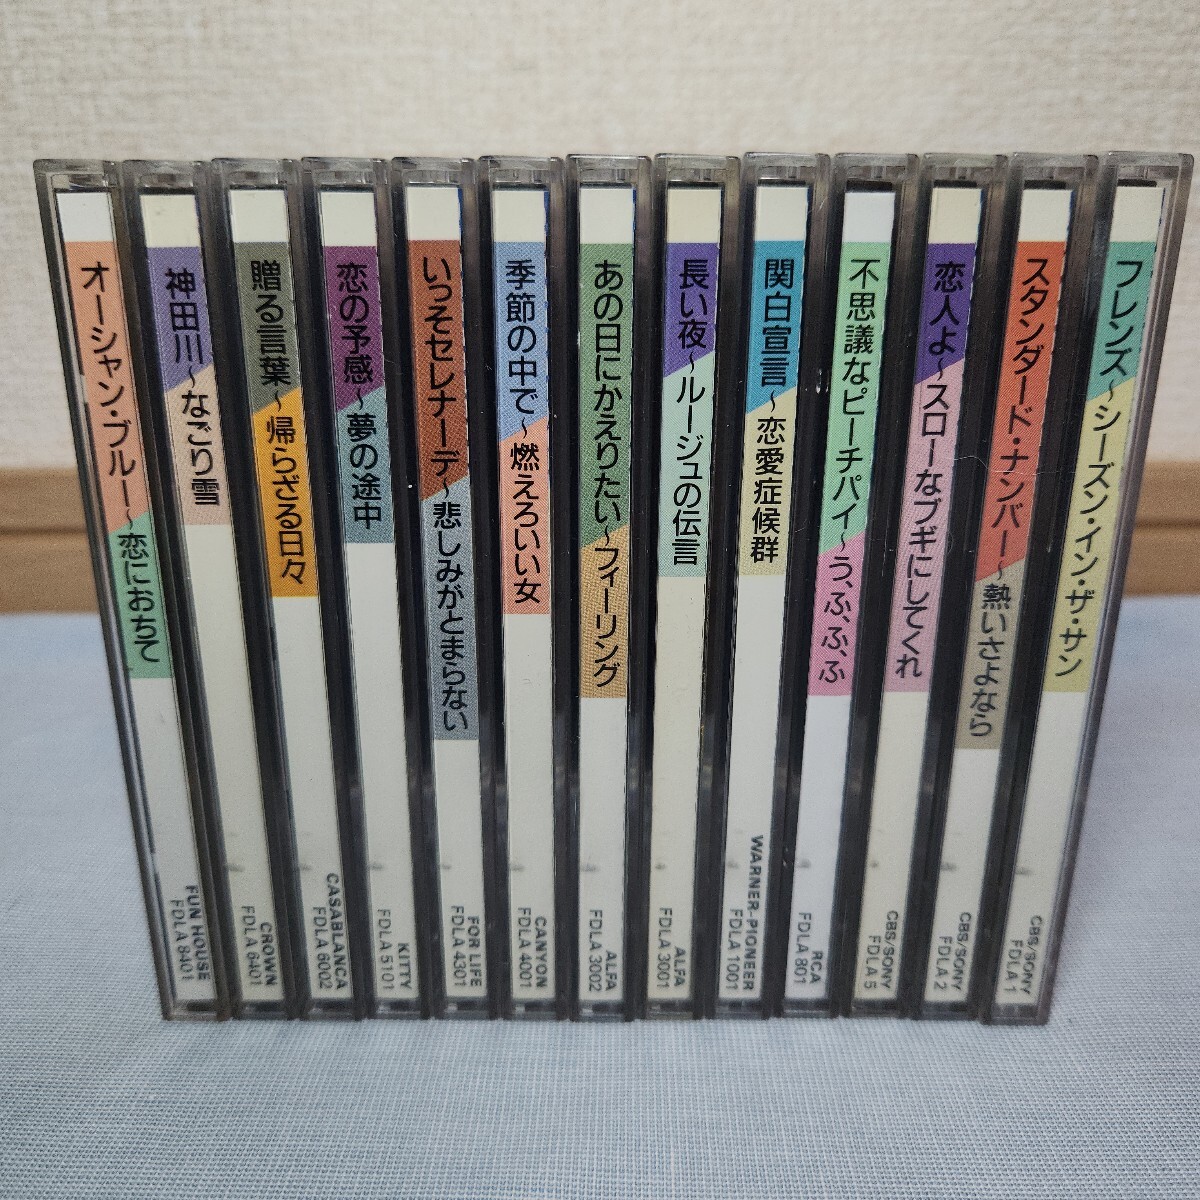 オーシャン・ブルー～恋におちて
FUN HOUSE
FDLA 8401
神田川～なごり雪
CROWN
FDLA 6401
贈る言葉～帰らざる日々
CASABLANCA
FDLA 6002
恋の予感～夢の途中
KITTY
FDLA 5101
いっそセレナーデ～悲しみがとまらない
FOR LIFE
FDLA 4301
季節の中で～燃えろいい女
CANYON
FDLA 4001
あの日にかえりたい～フィーリング
ALFA
FDLA 3002
長い夜～ルージュの伝言
ALFA
FDLA 3001
関白宣言～恋愛症候群
WARNER-PIONEER
FDLA 1001
不思議なピーチパイ～う、ふ、ふ、ふ
RCA
FDLA 801
恋人よ～スローなブギにしてくれ
CBS/SONY
FDLA 5
スタンダード・ナンバー～熱いさよなら
CBS/SONY
FDLA 2
フレンズ～シーズン・イン・ザ・サン
CBS/SONY
FDLA 1